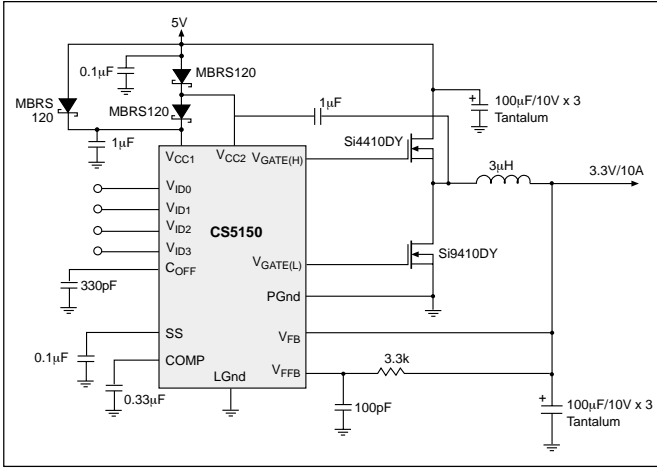 5V
0.1µF
MBRS120
MBRS
120
MBRS120
1µF
1µF
+
100µF/10V x 3
Tantalum
Si4410DY
VCC1
VCC2
VGATE(H)
3µH
3.3V/10A
VID0
VID1
VID2
VID3
CS5150
COFF
VGATE(L)
Si9410DY
330pF
PGnd
SS
VFB
0.1µF
COMP
VFFB
3.3k
0.33µF
LGnd
100pF
+
100µF/10V x 3
Tantalum